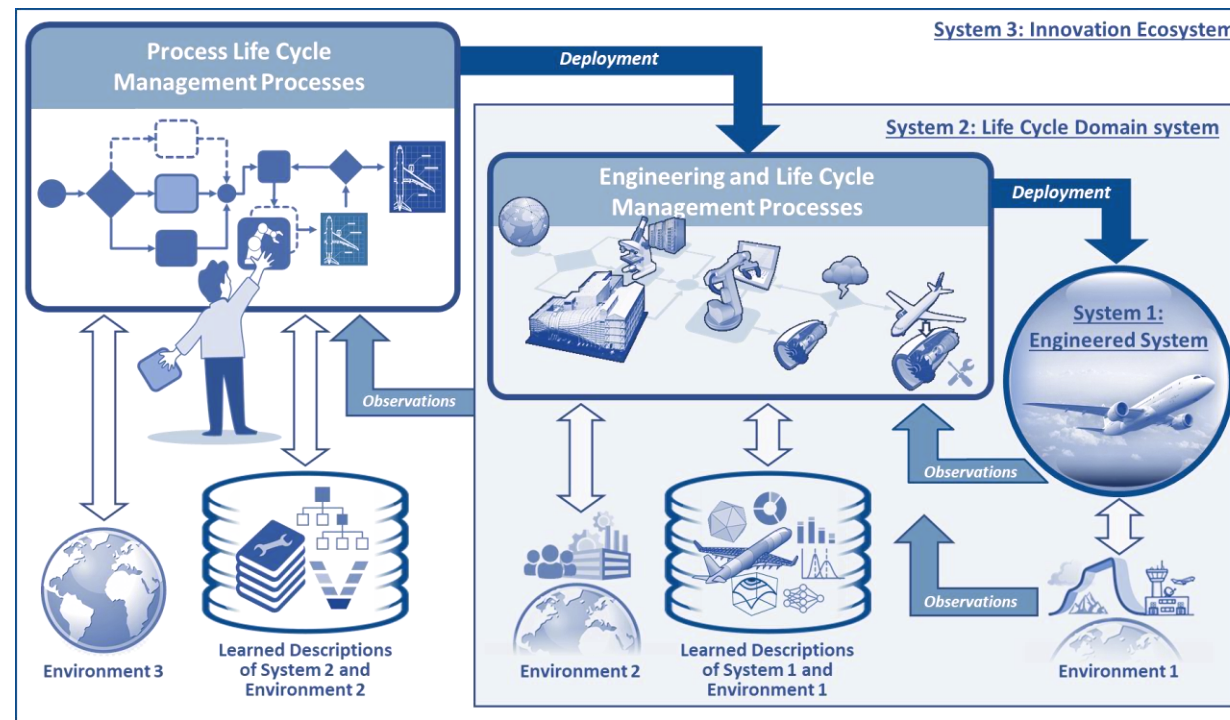 System 3: Innovation Ecosystem
Process Life Cycle
Management Processes
Deployment
System 2: Life Cycle Domain system
Engineering and Life Cycle
Management Processes
Deployment
System 1:
Engineered System
Observations
Observations
Observations
Environment 3
Learned Descriptions
of System 2 and
Environment 2
Environment 2
Learned Descriptions
of System 1 and
Environment 1
Environment 1